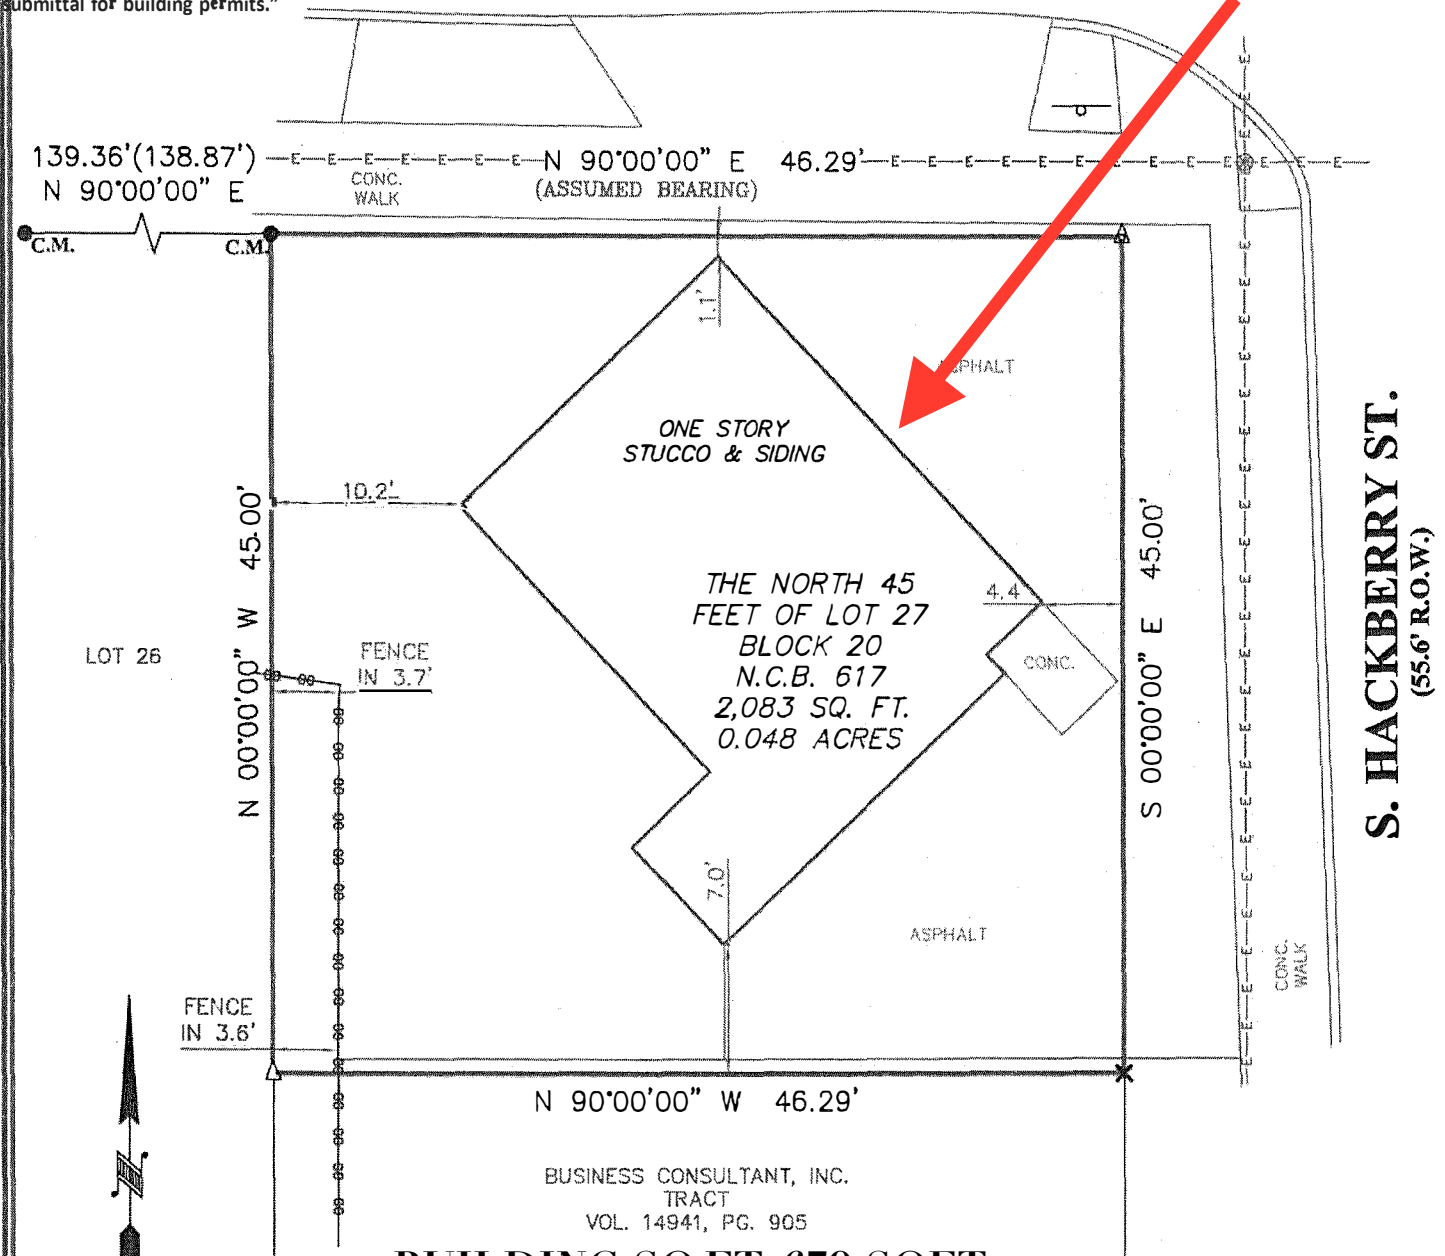 submittal for building permits."
139.36'(138.87')
N 90°00'00" E
E E E E E E E
N 90°00'00" E 46.29'
(ASSUMED BEARING)
E E E E E E E E E E E E E
CONC.
WALK
C.M.
C.M.
1.1'
ASPHALT
ONE STORY
STUCCO & SIDING
10.2'
N 00°00'00" W 45.00'
S 00°00'00" E 45.00'
S. HACKBERRY ST.
(55.6' R.O.W.)
THE NORTH 45
FEET OF LOT 27
BLOCK 20
N.C.B. 617
2,083 SQ. FT.
0.048 ACRES
4.4
CONC.
LOT 26
FENCE
IN 3.7'
7.0'
ASPHALT
CONC.
WALK
FENCE
IN 3.6'
N 90°00'00" W 46.29'
BUSINESS CONSULTANT, INC.
TRACT
VOL. 14941, PG. 905